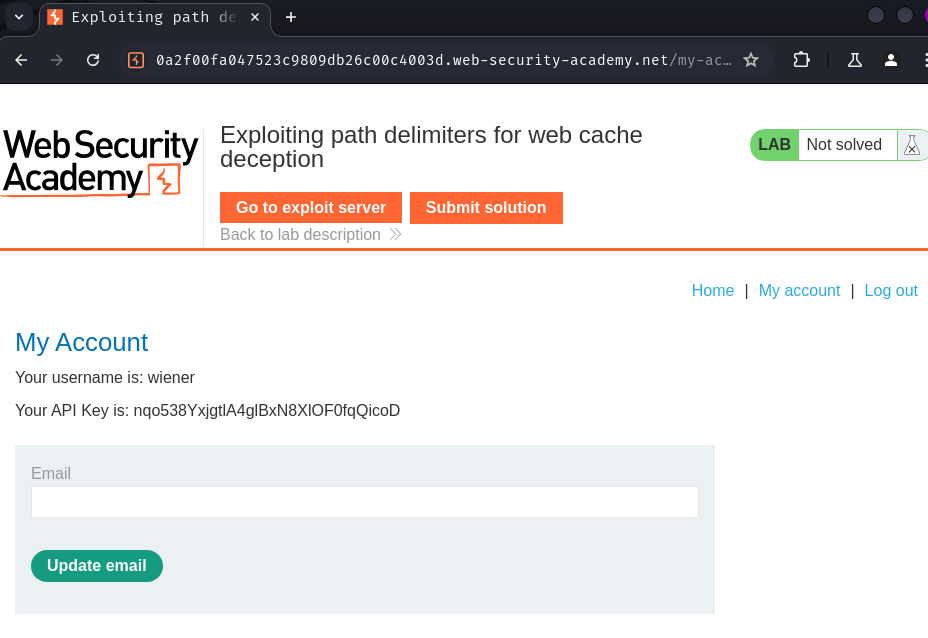 Exploiting path de
0a2f00fa047523c9809db26c00c4003d.web-security-academy.net/my-ac…
Web Security
Academy
Exploiting path delimiters for web cache
deception
LAB Not solved
Go to exploit server Submit solution
Back to lab description
Home | My account | Log out
My Account
Your username is: wiener
Your API Key is: nqo538YxjgtlA4glBxN8XlOF0fqQicoD
Email
Update email